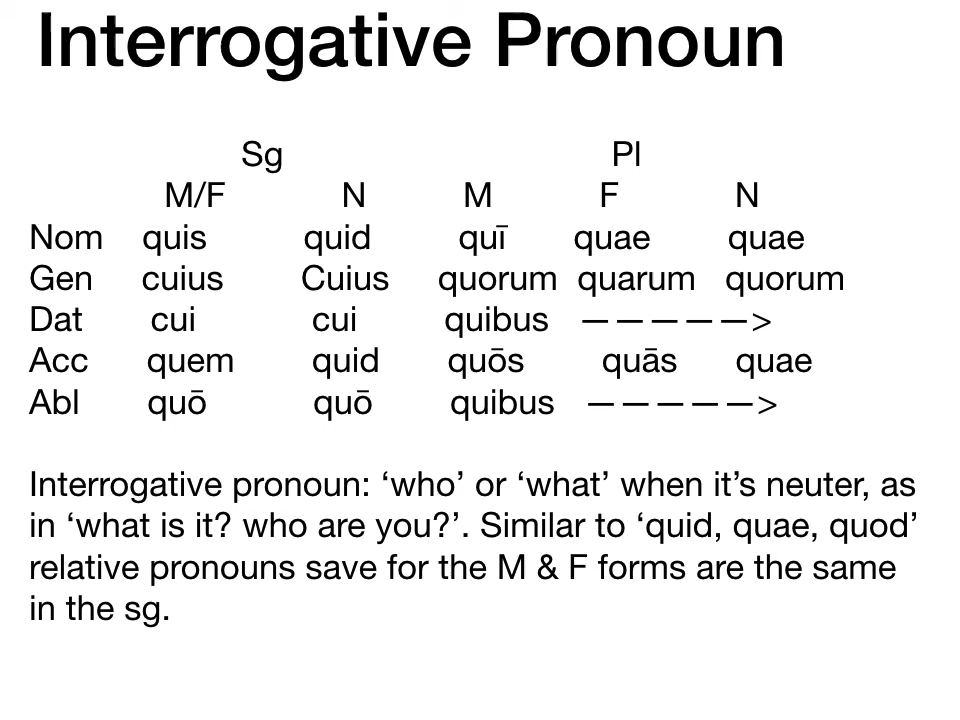 Interrogative Pronoun
Sg Pl
M/F N M F N
Nom quis quid quī quae quae
Gen cuius Cuius quorum quarum quorum
Dat cui cui quibus —————>
Acc quem quid quōs quās quae
Abl quō quō quibus —————>
Interrogative pronoun: ‘who’ or ‘what’ when it’s neuter, as
in ‘what is it? who are you?’. Similar to ‘quid, quae, quod’
relative pronouns save for the M & F forms are the same
in the sg.